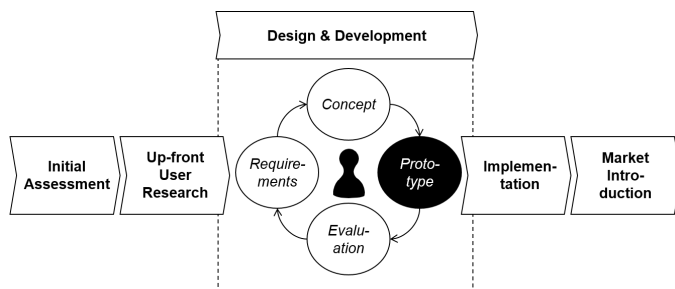 Design & Development
Concept
Initial
Assessment
Up-front
User
Research
Require-
ments
Proto-
type
Implemen-
tation
Market
Intro-
duction
Evalu-
ation